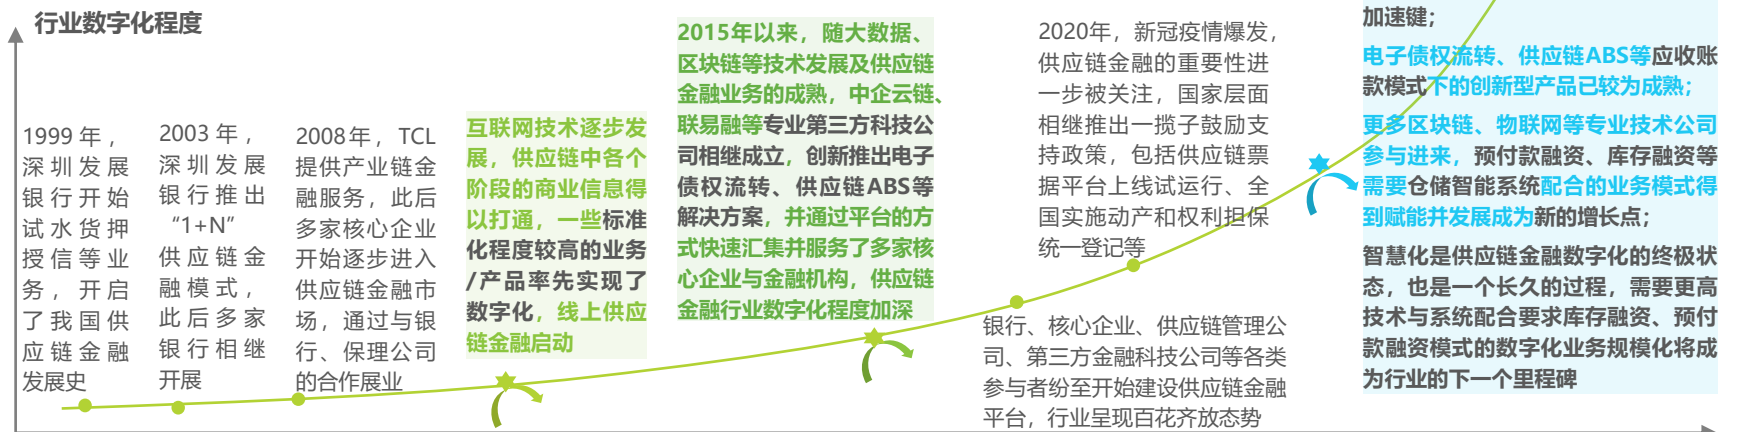 行业数字化程度
1999 年，
深圳发展
银行开始
试水货押
授信等业
务，开启
了我国供
应链金融
发展史
2003 年，
深圳发展
银行推出
“1+N”
供应链金
融模式，
此后多家
银行相继
开展
2008年，TCL
提供产业链金
融服务，此后
多家核心企业
开始逐步进入
供应链金融市
场，通过与银
行、保理公司
的合作展业
互联网技术逐步发
展，供应链中各个
阶段的商业信息得
以打通，一些标准
化程度较高的业务
/产品率先实现了
数字化，线上供应
链金融启动
2015年以来，随大数据、
区块链等技术发展及供应链
金融业务的成熟，中企云链、
联易融等专业第三方科技公
司相继成立，创新推出电子
债权流转、供应链ABS等
解决方案，并通过平台的方
式快速汇集并服务了多家核
心企业与金融机构，供应链
金融行业数字化程度加深
银行、核心企业、供应链管理公
司、第三方金融科技公司等各类
参与者纷至开始建设供应链金融
平台，行业呈现百花齐放态势
2020年，新冠疫情爆发，
供应链金融的重要性进
一步被关注，国家层面
相继推出一揽子鼓励支
持政策，包括供应链票
据平台上线试运行、全
国实施动产和权利担保
统一登记等
加速键；
电子债权流转、供应链ABS等应收账
款模式下的创新型产品已较为成熟；
更多区块链、物联网等专业技术公司
参与进来，预付款融资、库存融资等
需要仓储智能系统配合的业务模式得
到赋能并发展成为新的增长点；
智慧化是供应链金融数字化的终极状
态，也是一个长久的过程，需要更高
技术与系统配合要求库存融资、预付
款融资模式的数字化业务规模化将成
为行业的下一个里程碑